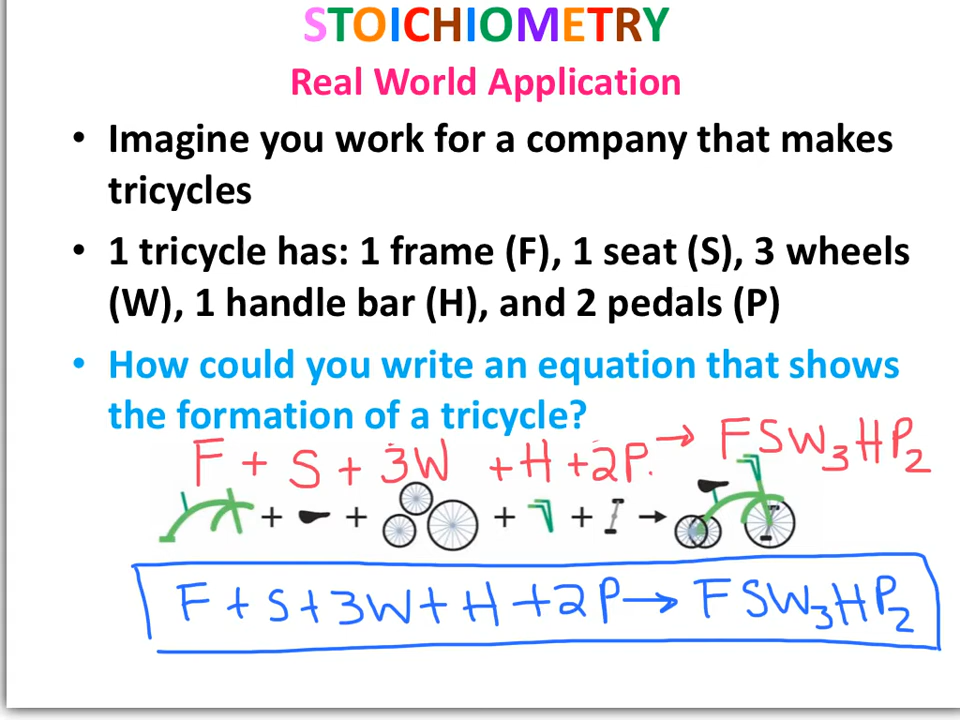 STOICHIOMETRY
Real World Application
• Imagine you work for a company that makes
tricycles
• 1 tricycle has: 1 frame (F), 1 seat (S), 3 wheels
(W), 1 handle bar (H), and 2 pedals (P)
• How could you write an equation that shows
the formation of a tricycle?
F + S + 3W + H + 2P → FSW₃HP₂
+ + + + →
F + S + 3W + H + 2P → FSW₃HP₂